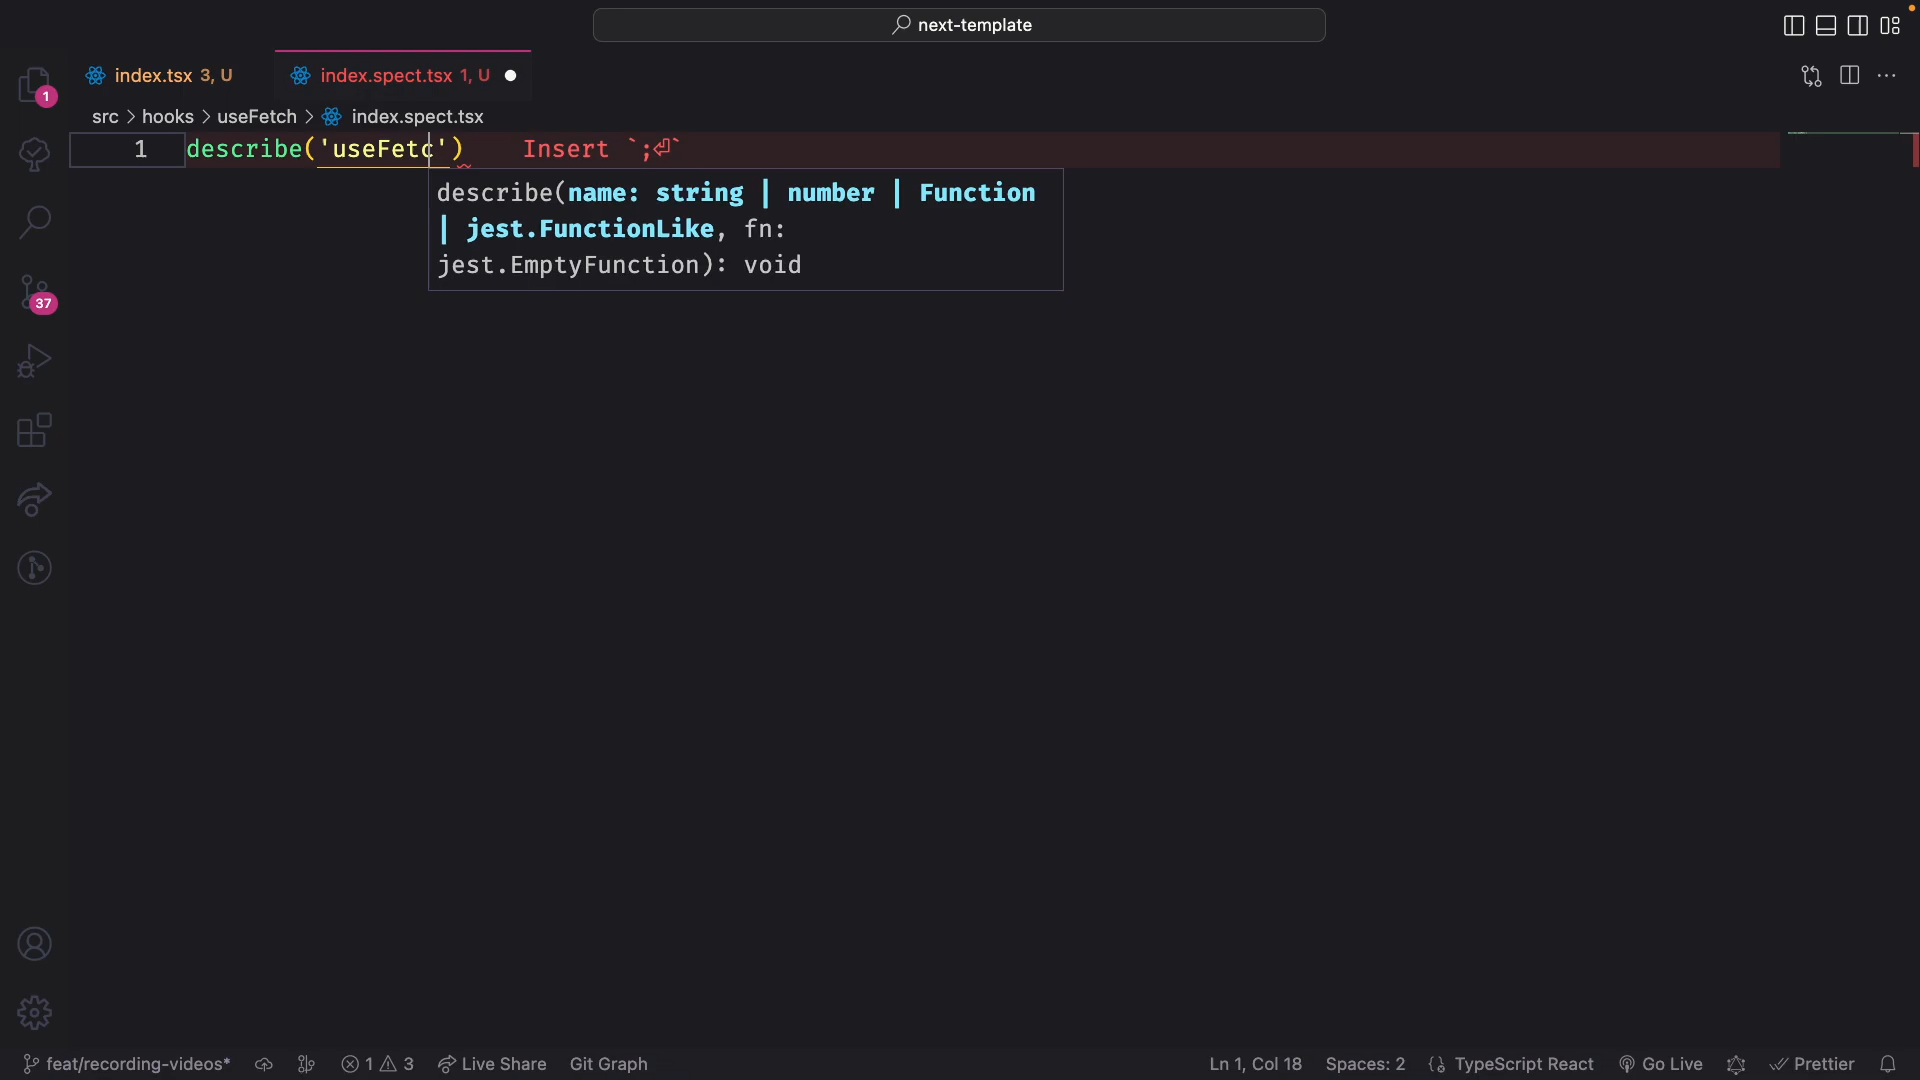 next-template
index.tsx 3, U
index.spect.tsx 1, U
1
src > hooks > useFetch > index.spect.tsx
1 describe('useFetc') Insert `;⏎`
describe(name: string | number | Function
| jest.FunctionLike, fn:
jest.EmptyFunction): void
37
feat/recording-videos* 1 3 Live Share Git Graph Ln 1, Col 18 Spaces: 2 TypeScript React Go Live Prettier